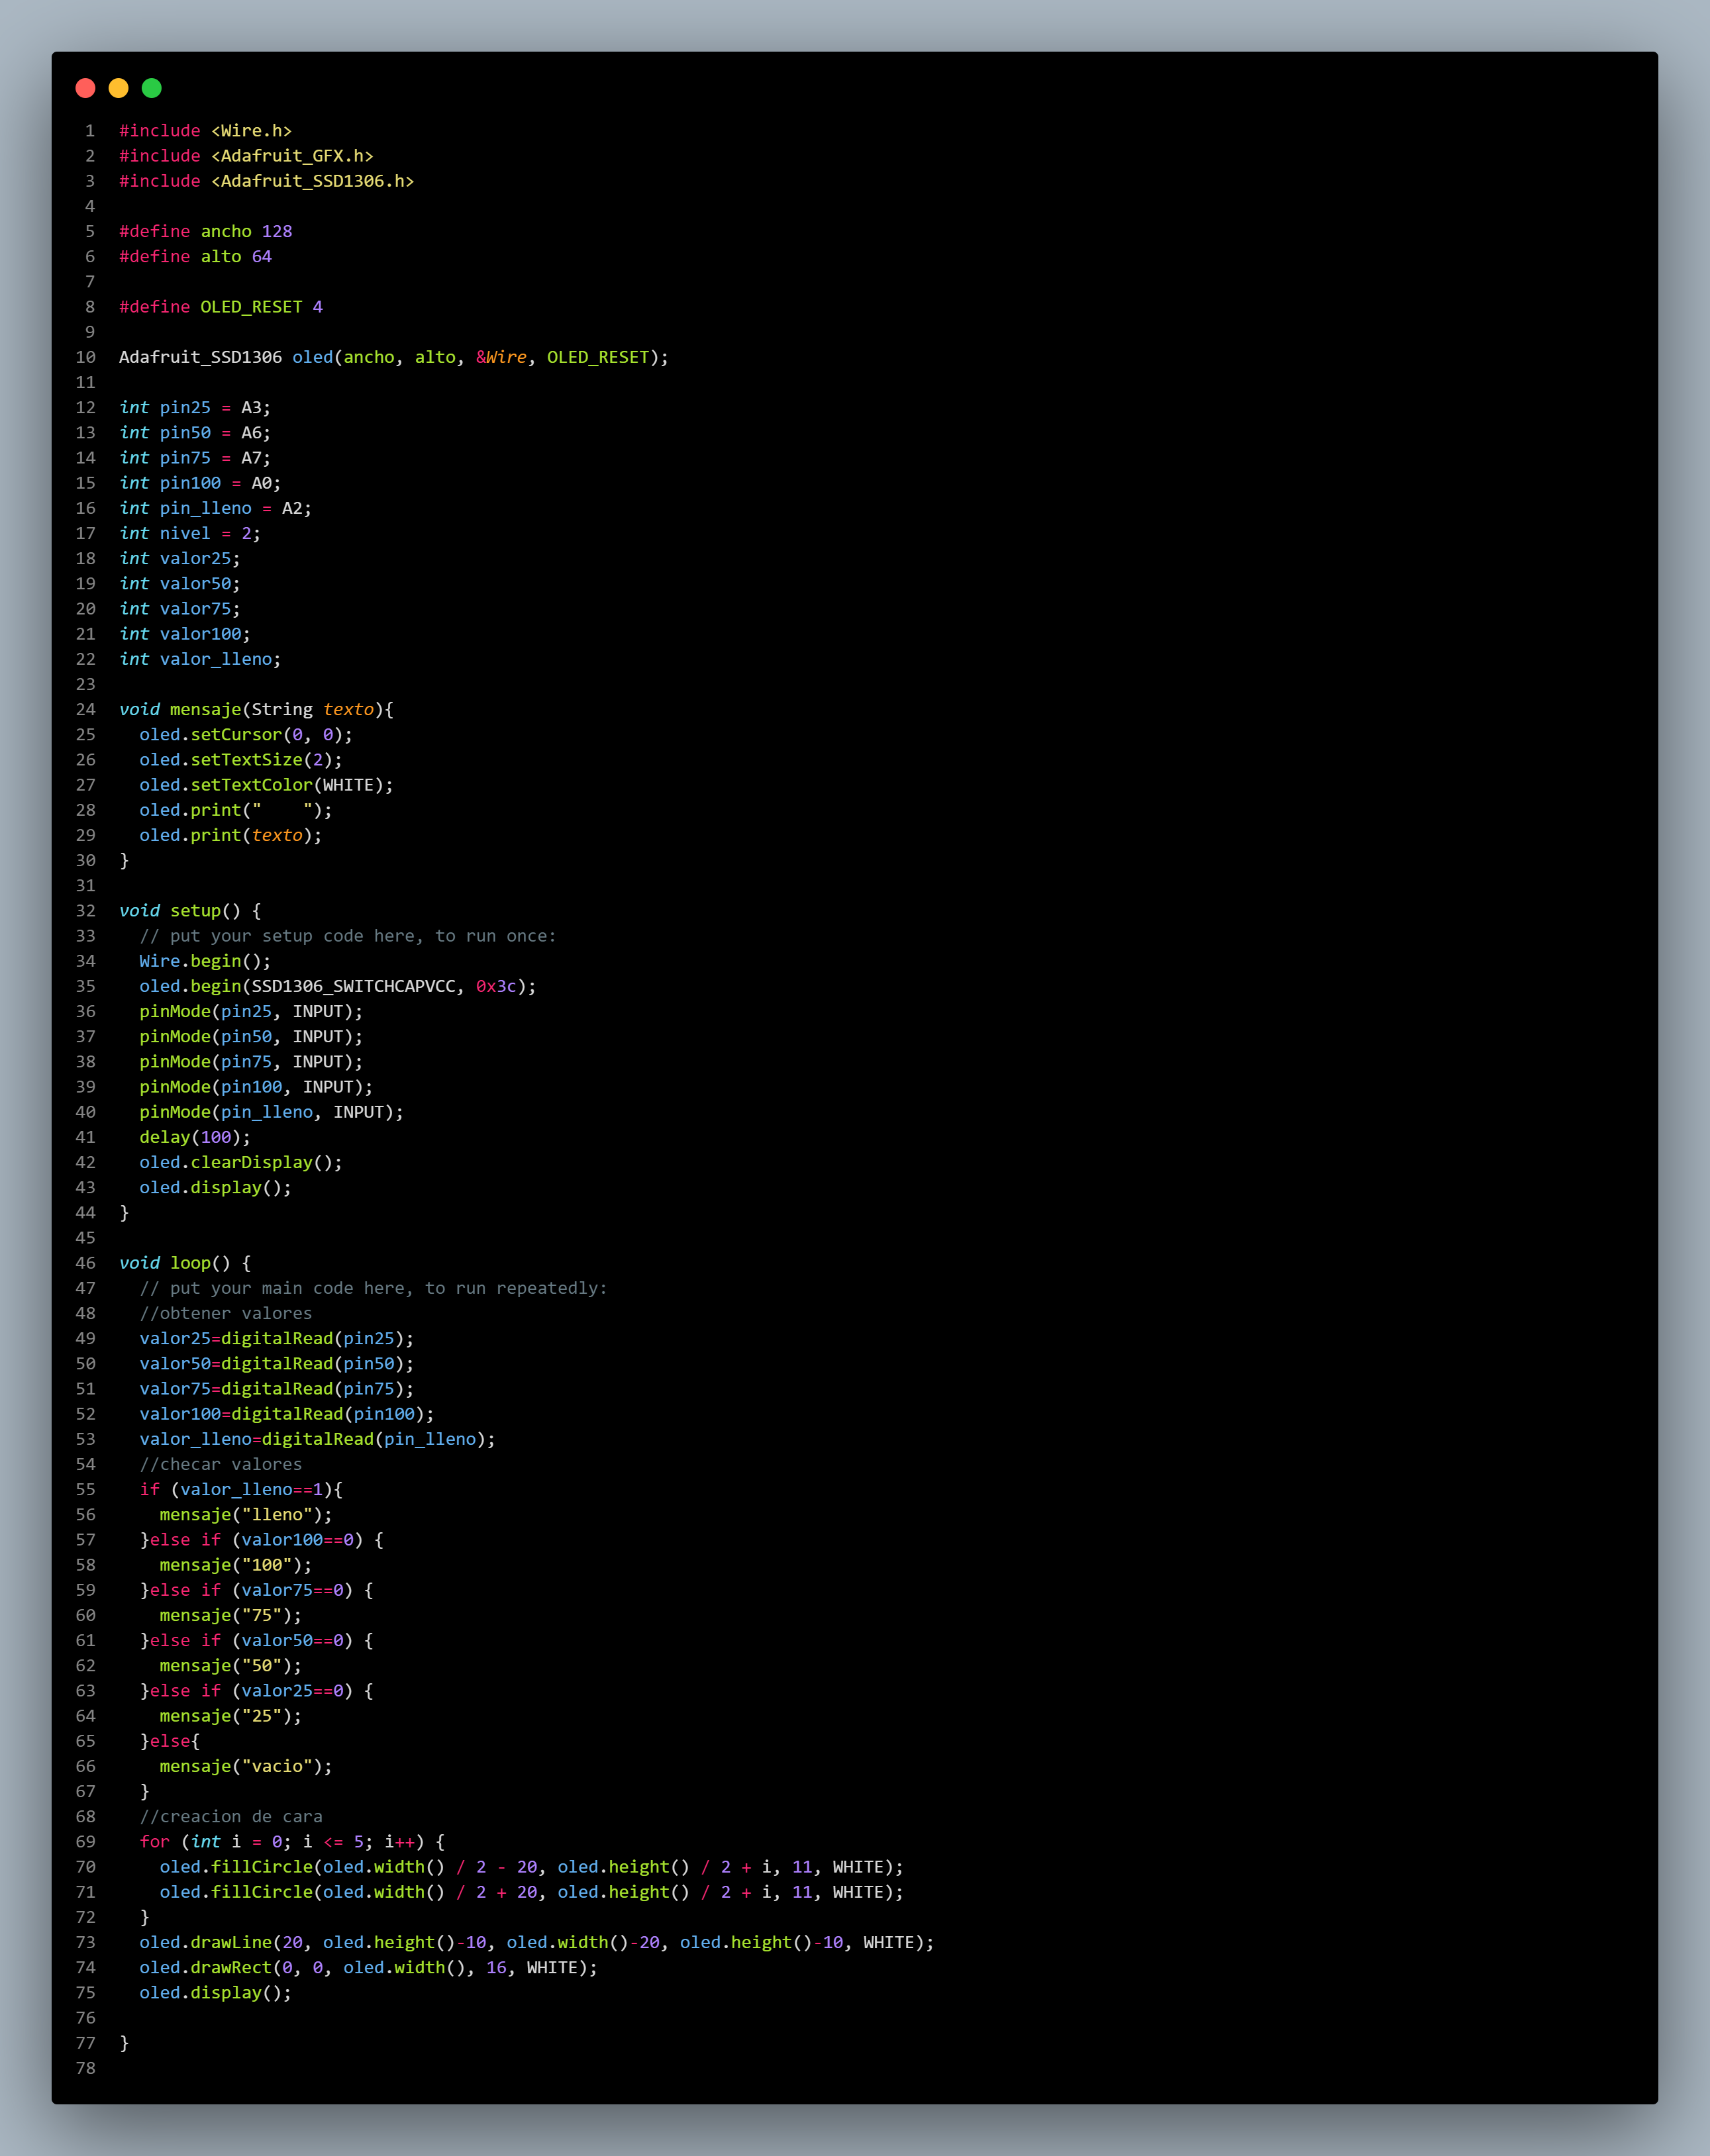 1 #include <Wire.h>
2 #include <Adafruit_GFX.h>
3 #include <Adafruit_SSD1306.h>
4
5 #define ancho 128
6 #define alto 64
7
8 #define OLED_RESET 4
9
10 Adafruit_SSD1306 oled(ancho, alto, &Wire, OLED_RESET);
11
12 int pin25 = A3;
13 int pin50 = A6;
14 int pin75 = A7;
15 int pin100 = A0;
16 int pin_lleno = A2;
17 int nivel = 2;
18 int valor25;
19 int valor50;
20 int valor75;
21 int valor100;
22 int valor_lleno;
23
24 void mensaje(String texto){
25   oled.setCursor(0, 0);
26   oled.setTextSize(2);
27   oled.setTextColor(WHITE);
28   oled.print("    ");
29   oled.print(texto);
30 }
31
32 void setup() {
33   // put your setup code here, to run once:
34   Wire.begin();
35   oled.begin(SSD1306_SWITCHCAPVCC, 0x3c);
36   pinMode(pin25, INPUT);
37   pinMode(pin50, INPUT);
38   pinMode(pin75, INPUT);
39   pinMode(pin100, INPUT);
40   pinMode(pin_lleno, INPUT);
41   delay(100);
42   oled.clearDisplay();
43   oled.display();
44 }
45
46 void loop() {
47   // put your main code here, to run repeatedly:
48   //obtener valores
49   valor25=digitalRead(pin25);
50   valor50=digitalRead(pin50);
51   valor75=digitalRead(pin75);
52   valor100=digitalRead(pin100);
53   valor_lleno=digitalRead(pin_lleno);
54   //checar valores
55   if (valor_lleno==1){
56     mensaje("lleno");
57   }else if (valor100==0) {
58     mensaje("100");
59   }else if (valor75==0) {
60     mensaje("75");
61   }else if (valor50==0) {
62     mensaje("50");
63   }else if (valor25==0) {
64     mensaje("25");
65   }else{
66     mensaje("vacio");
67   }
68   //creacion de cara
69   for (int i = 0; i <= 5; i++) {
70     oled.fillCircle(oled.width() / 2 - 20, oled.height() / 2 + i, 11, WHITE);
71     oled.fillCircle(oled.width() / 2 + 20, oled.height() / 2 + i, 11, WHITE);
72   }
73   oled.drawLine(20, oled.height()-10, oled.width()-20, oled.height()-10, WHITE);
74   oled.drawRect(0, 0, oled.width(), 16, WHITE);
75   oled.display();
76
77 }
78